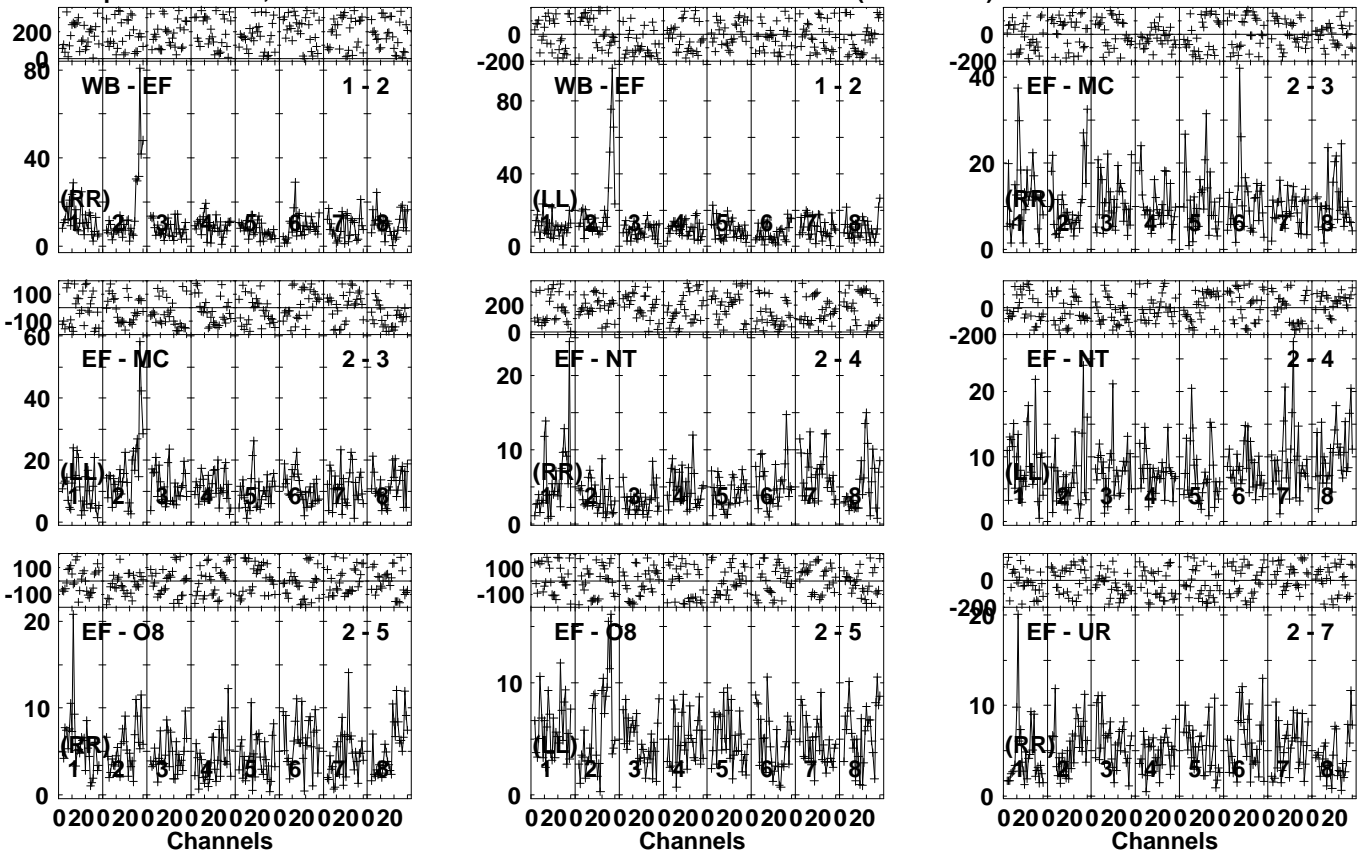 200 0 -200
0
80 WB - EF 1 - 2 80 WB - EF 1 - 2 40 EF - MC 2 - 3
40 40 20
(RR) 20 (LL) (RR)
1 2 3 4 5 6 7 8 1 2 3 4 5 6 7 8 1 2 3 4 5 6 7 8
0 0 0
100 200 0
-100 0 -200
60 EF - MC 2 - 3 20 EF - NT 2 - 4 20 EF - NT 2 - 4
40 10 10
20 (LL) (RR) (LL)
1 2 3 4 5 6 7 8 1 2 3 4 5 6 7 8 1 2 3 4 5 6 7 8
0 0 0
100 100 0
-100 -100 -200
20 EF - O8 2 - 5 EF - O8 2 - 5 20 EF - UR 2 - 7
10 10 10
(RR) (LL) (RR)
1 2 3 4 5 6 7 8 1 2 3 4 5 6 7 8 1 2 3 4 5 6 7 8
0 0 0
0 20 0 20 0 20 0 20 0 20 0 20 0 20 0 20 0 20 0 20 0 20 0 20 0 20 0 20 0 20 0 20 0 20 0 20 0 20 0 20 0 20 0 20 0 20 0 20
Channels Channels Channels